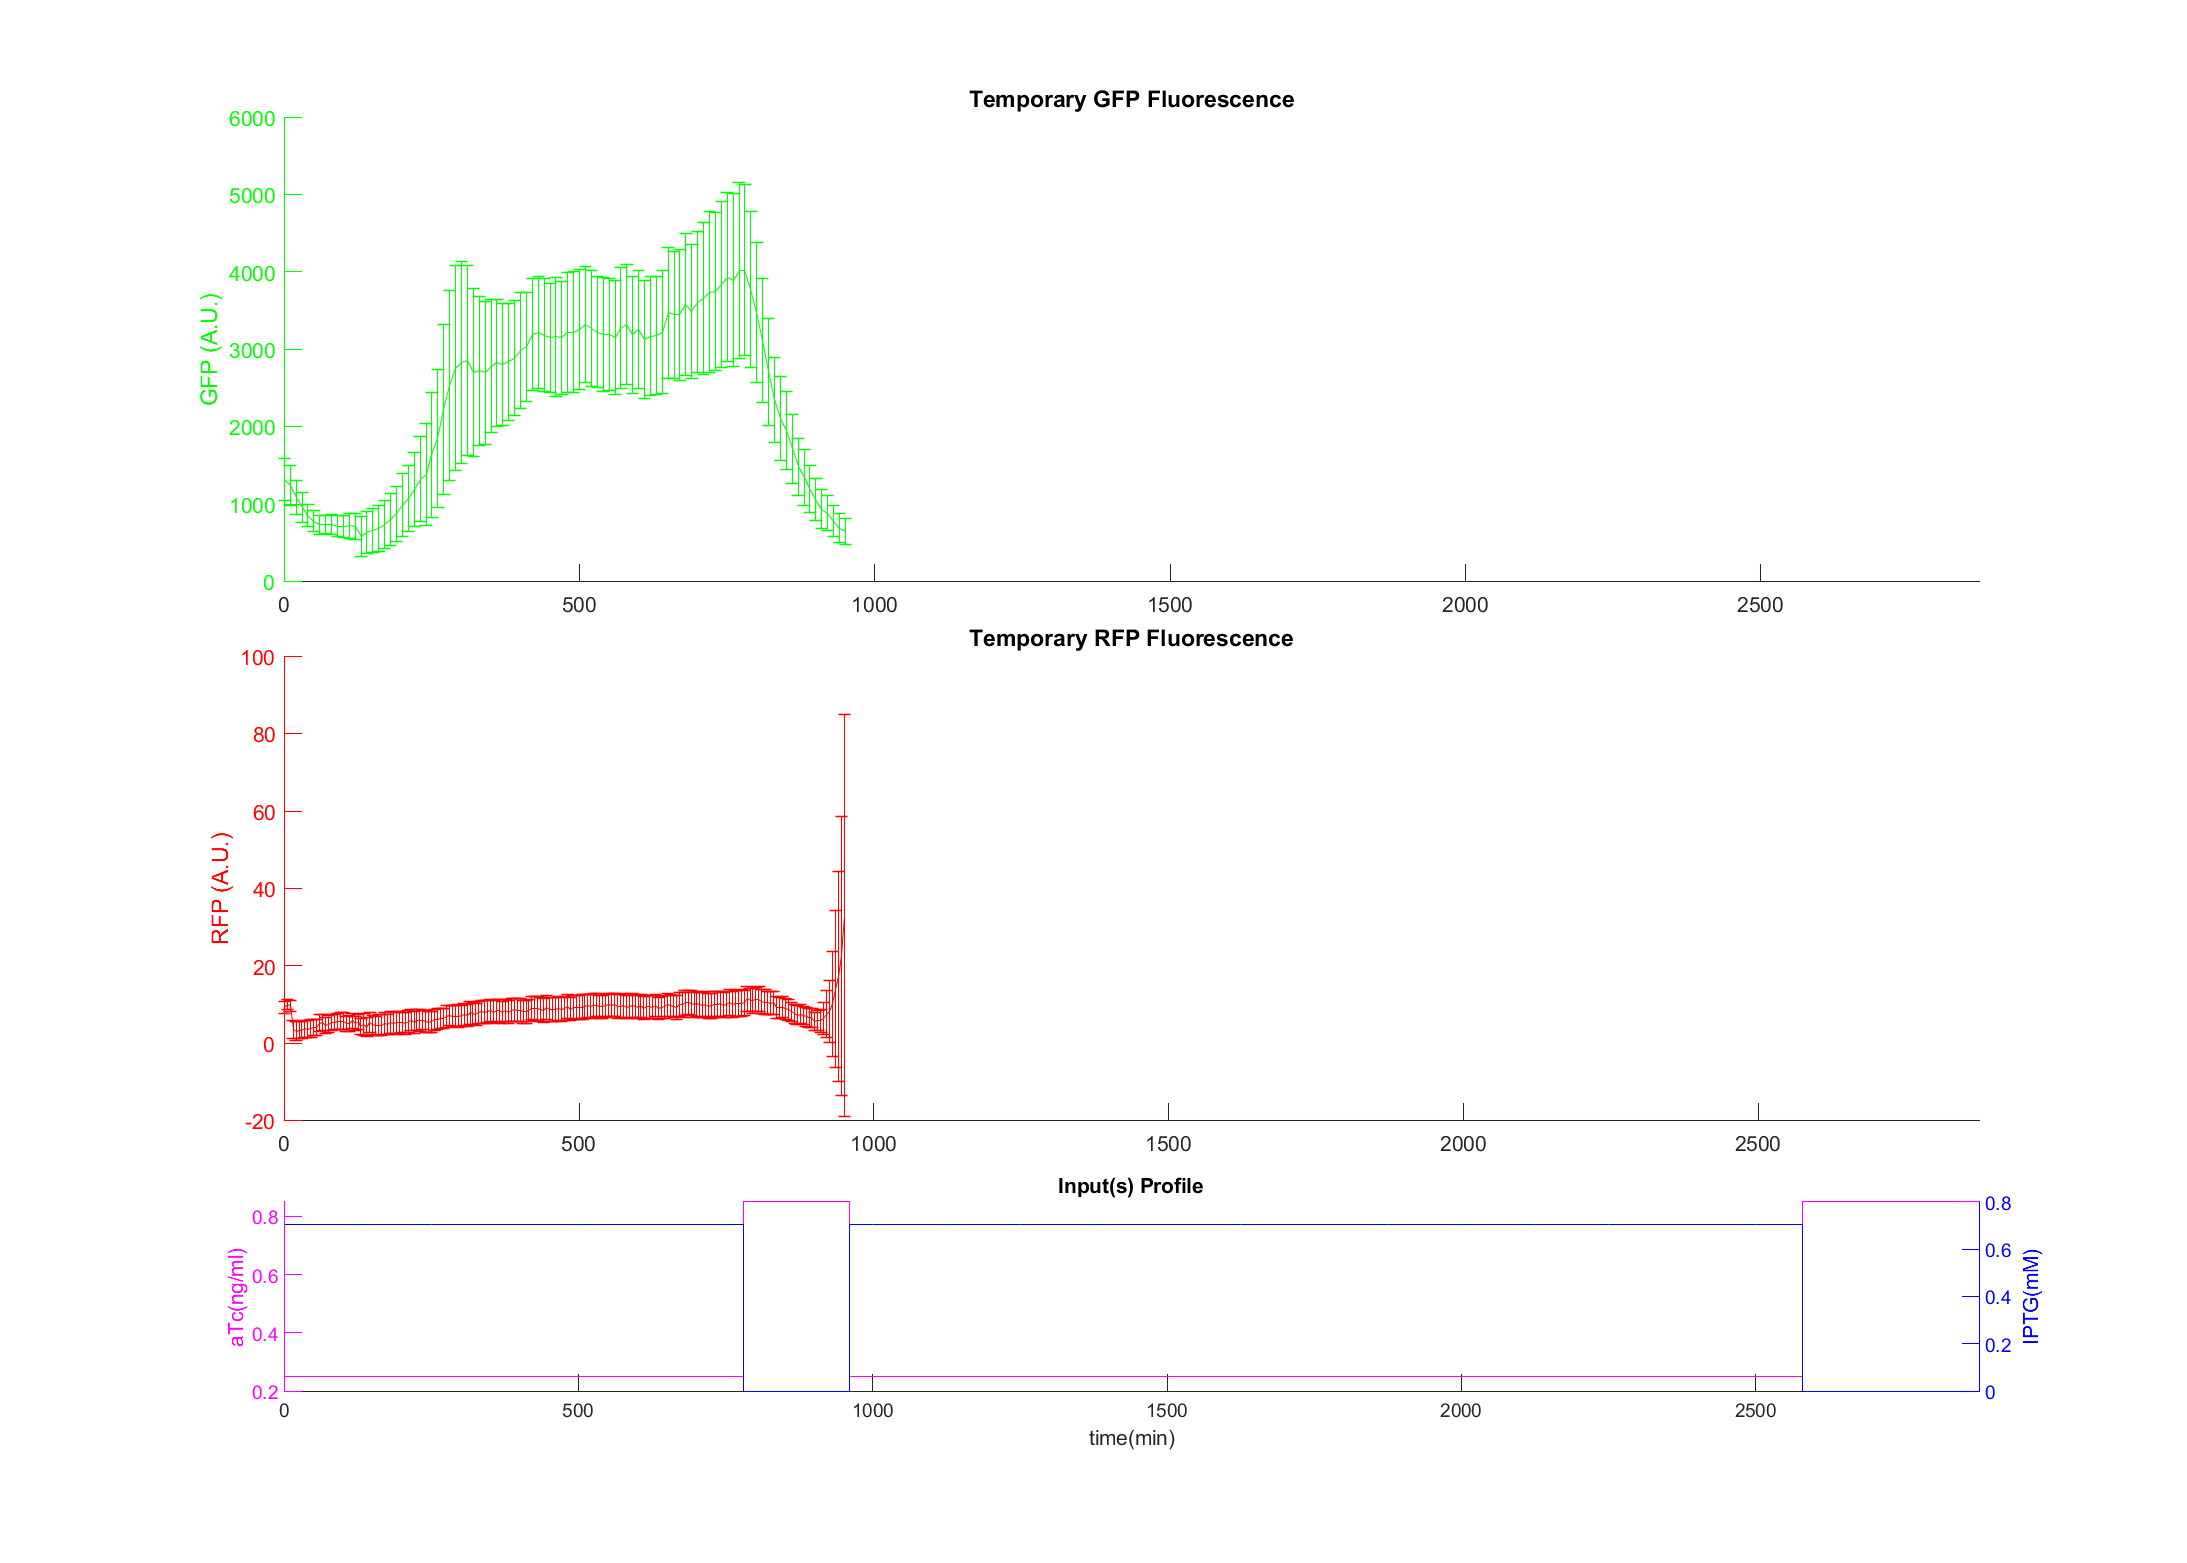 Temporary GFP Fluorescence
GFP (A.U.)
6000
5000
4000
3000
2000
1000
0
0 500 1000 1500 2000 2500
Temporary RFP Fluorescence
RFP (A.U.)
100
80
60
40
20
0
-20
0 500 1000 1500 2000 2500
Input(s) Profile
aTc(ng/ml)
0.8
0.6
0.4
0.2
0.8
0.6
0.4
0.2
0
IPTG(mM)
0 500 1000 1500 2000 2500
time(min)